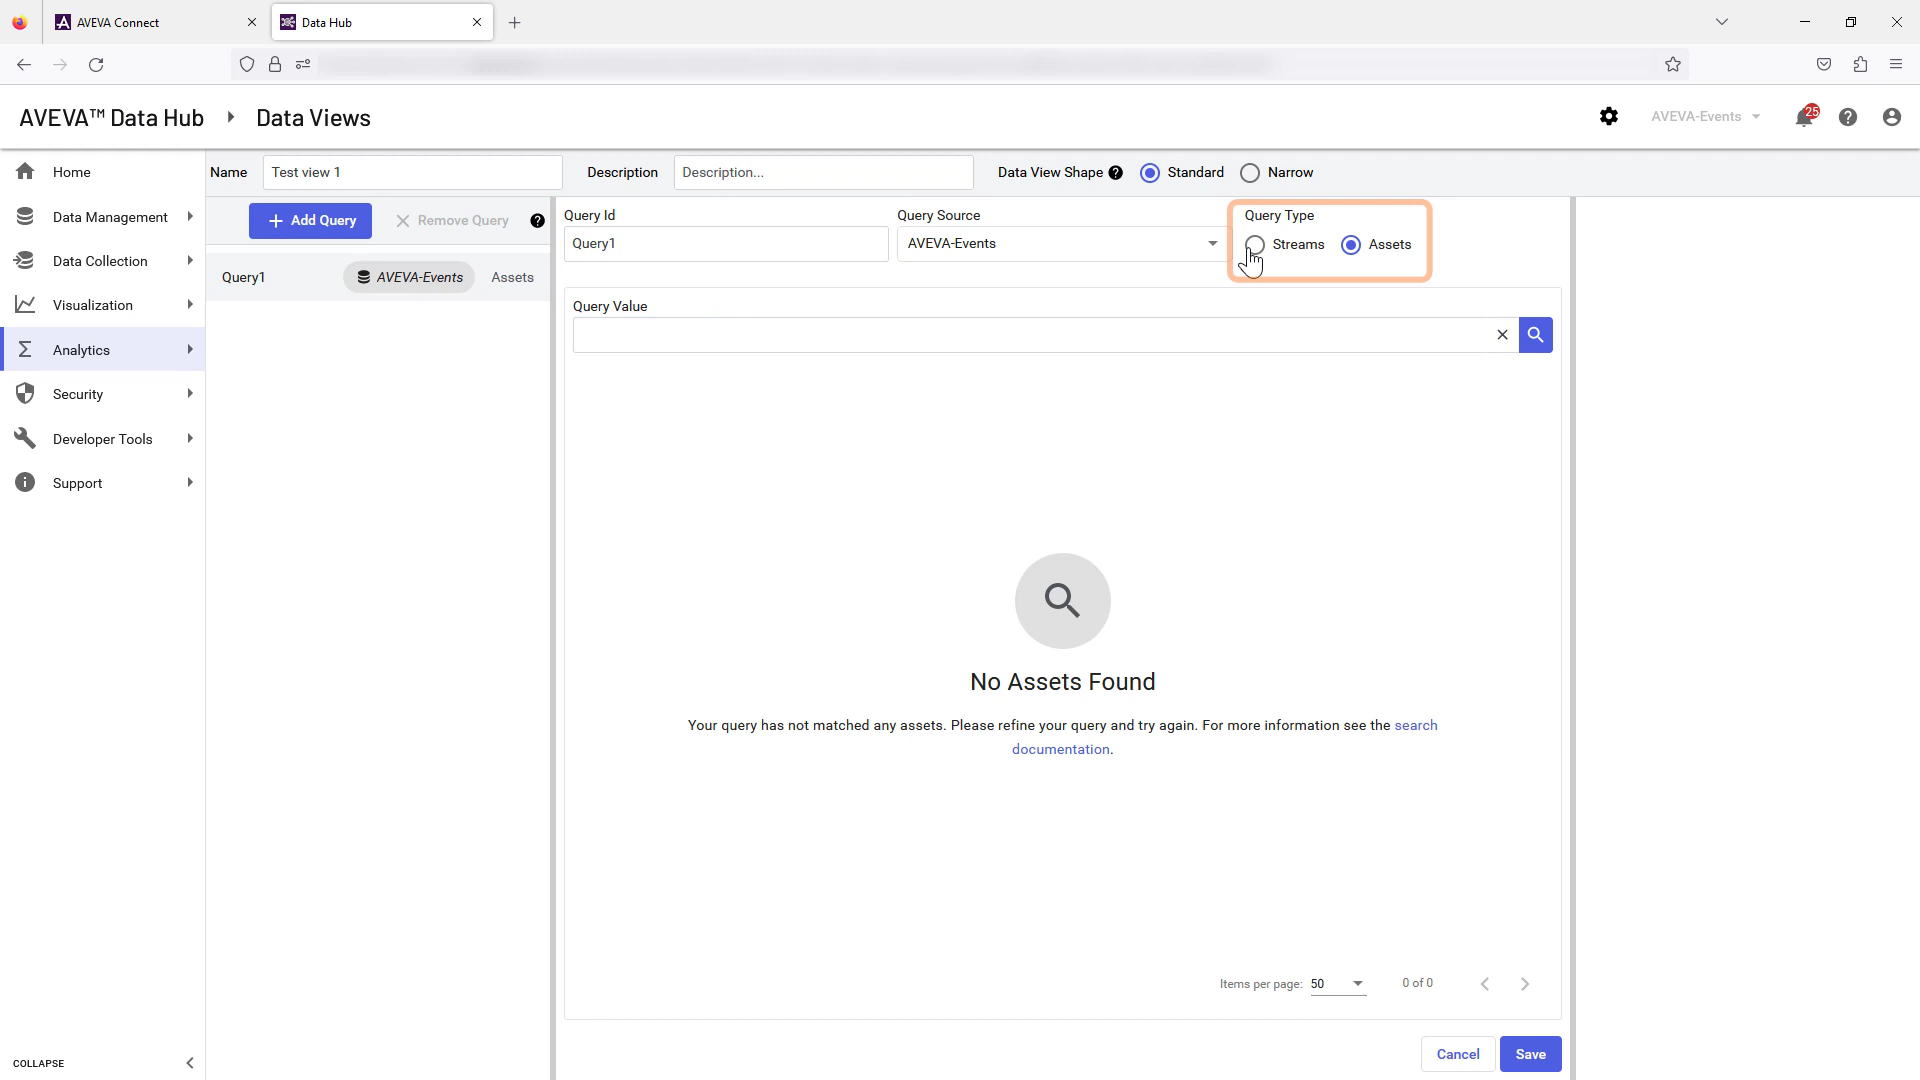 AVEVA Connect
Data Hub
AVEVA™ Data Hub
Data Views
AVEVA-Events
25
Home
Data Management
Data Collection
Visualization
Analytics
Security
Developer Tools
Support
COLLAPSE
Name
Test view 1
Description
Description...
Data View Shape
Standard
Narrow
Add Query
Remove Query
Query1
AVEVA-Events
Assets
Query Id
Query1
Query Source
AVEVA-Events
Query Type
Streams
Assets
Query Value
No Assets Found
Your query has not matched any assets. Please refine your query and try again. For more information see the search
documentation.
Items per page: 50
0 of 0
Cancel
Save